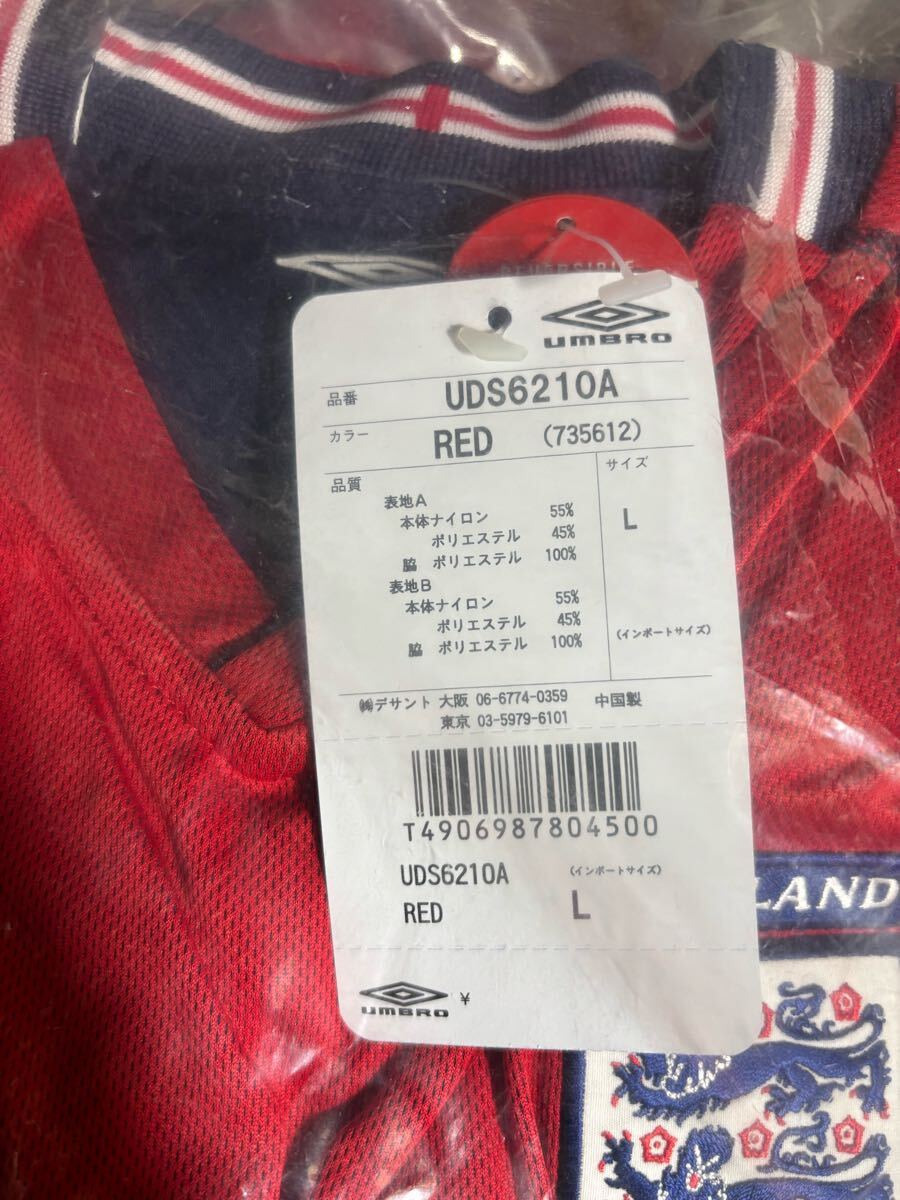 REVERSIBLE
UMBRO
品番 UDS6210A
カラー RED (735612)
品質 サイズ
表地A
本体ナイロン 55% L
ポリエステル 45%
脇 ポリエステル 100%
表地B
本体ナイロン 55%
ポリエステル 45% (インポートサイズ)
脇 ポリエステル 100%
㈱デサント 大阪 06-6774-0359 中国製
東京 03-5979-6101
T4906987804500
UDS6210A (インポートサイズ)
RED L
UMBRO ¥
LAND